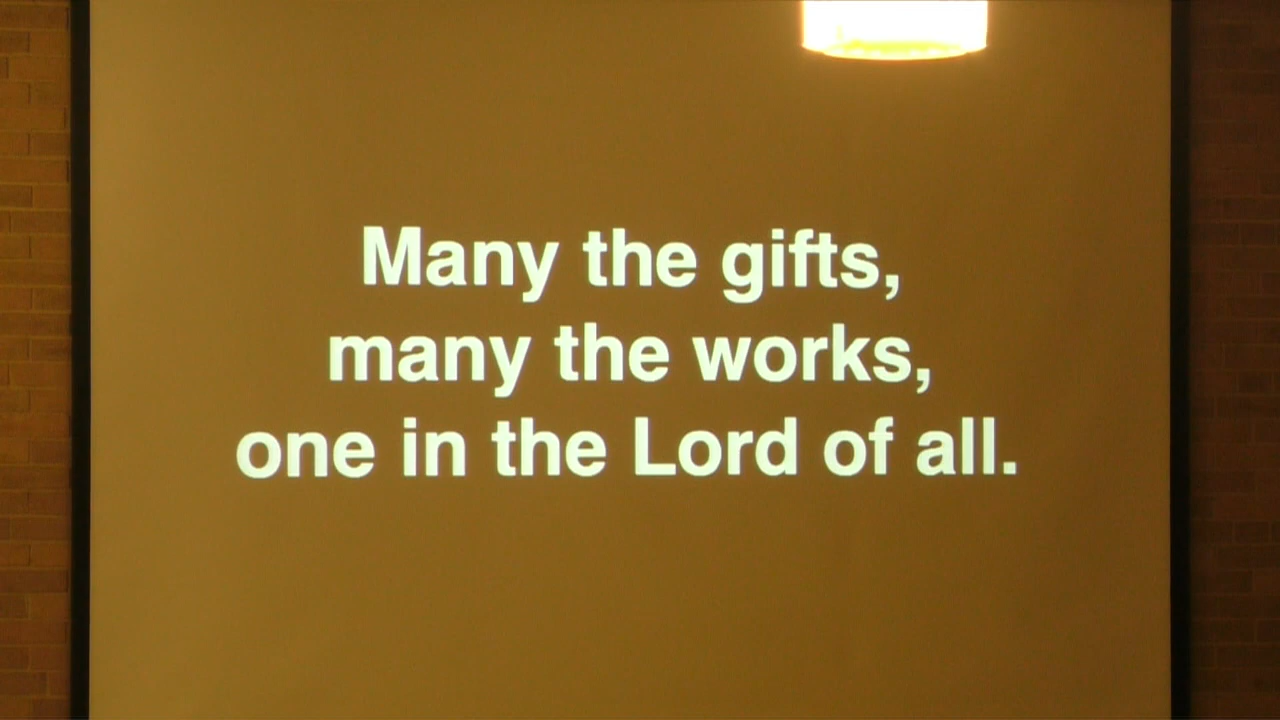 Many the gifts,
many the works,
one in the Lord of all.